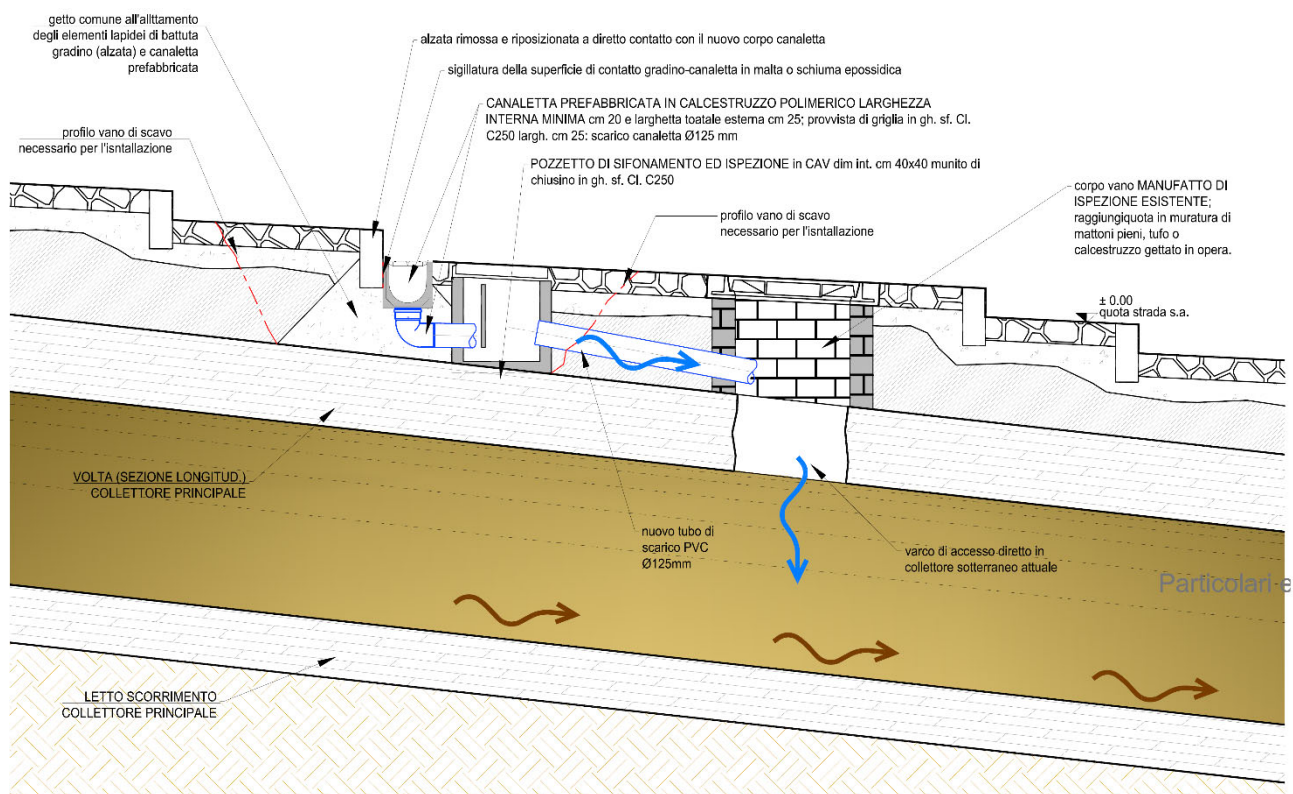 getto comune all'allttamento
degli elementi lapidei di battuta
gradino (alzata) e canaletta
prefabbricata
alzata rimossa e riposizionata a diretto contatto con il nuovo corpo canaletta
sigillatura della superficie di contatto gradino-canaletta in malta o schiuma epossidica
CANALETTA PREFABBRICATA IN CALCESTRUZZO POLIMERICO LARGHEZZA
INTERNA MINIMA cm 20 e larghetta toatale esterna cm 25; provvista di griglia in gh. sf. Cl.
C250 largh. cm 25: scarico canaletta Ø125 mm
profilo vano di scavo
necessario per l'isntallazione
POZZETTO DI SIFONAMENTO ED ISPEZIONE in CAV dim int. cm 40x40 munito di
chiusino in gh. sf. Cl. C250
profilo vano di scavo
necessario per l'isntallazione
corpo vano MANUFATTO DI
ISPEZIONE ESISTENTE;
raggiungiquota in muratura di
mattoni pieni, tufo o
calcestruzzo gettato in opera.
± 0.00
quota strada s.a.
VOLTA (SEZIONE LONGITUD.)
COLLETTORE PRINCIPALE
nuovo tubo di
scarico PVC
Ø125mm
varco di accesso diretto in
collettore sotterraneo attuale
Particolari e
LETTO SCORRIMENTO
COLLETTORE PRINCIPALE